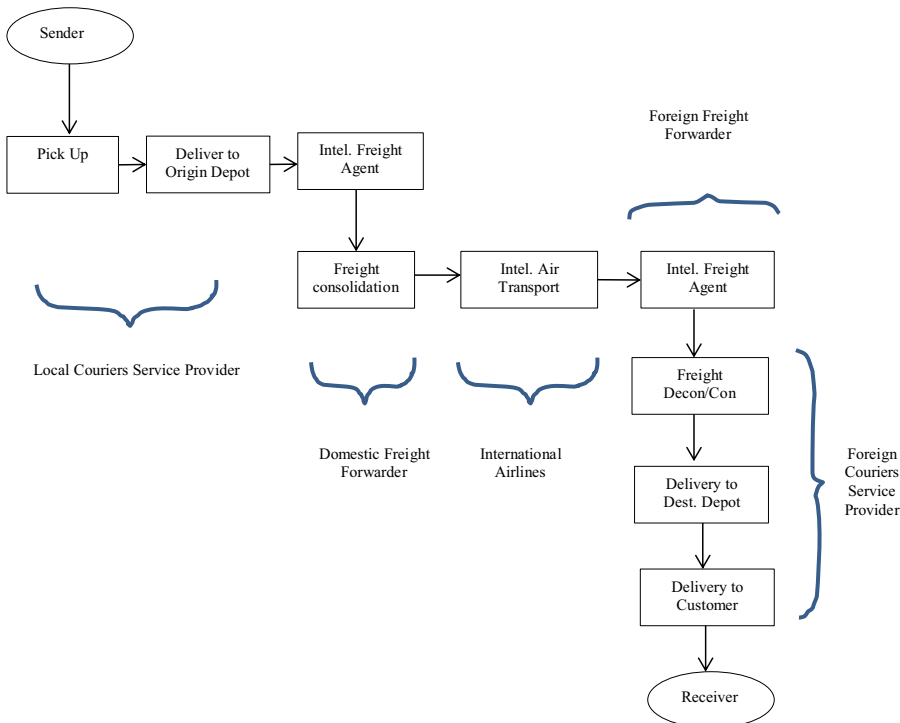 Sender
Foreign Freight
Forwarder
Pick Up
Deliver to
Origin Depot
Intel. Freight
Agent
Freight
consolidation
Intel. Air
Transport
Intel. Freight
Agent
Local Couriers Service Provider
Freight
Decon/Con
Domestic Freight
Forwarder
International
Airlines
Foreign
Couriers
Service
Provider
Delivery to
Dest. Depot
Delivery to
Customer
Receiver